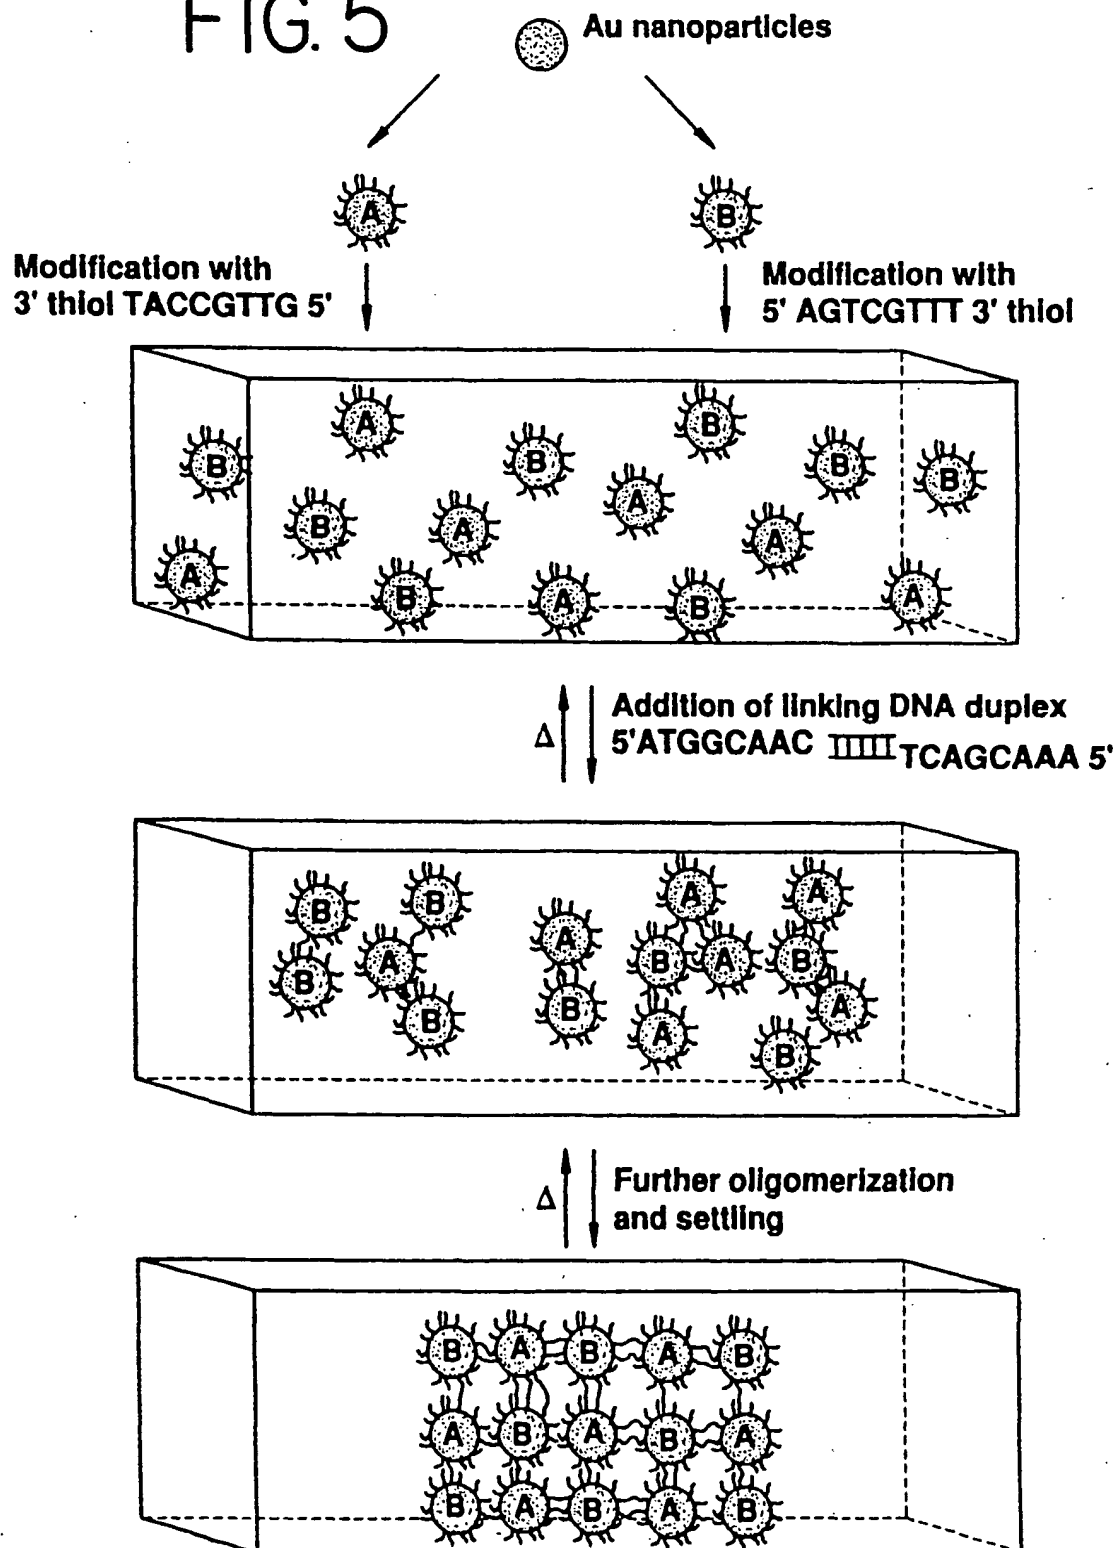 FIG. 5
Au nanoparticles
A
B
Modification with
3' thiol TACCGTTG 5'
Modification with
5' AGTCGTTT 3' thiol
A
B
B
B
B
B
A
B
A
A
A
B
A
B
A
Δ
Addition of linking DNA duplex
5'ATGGCAAC
TCAGCAAA 5'
B
B
A
A
A
B
A
B
A
B
B
B
A
B
A
B
Δ
Further oligomerization
and settling
B A B A B
A B A B A
B A B A B